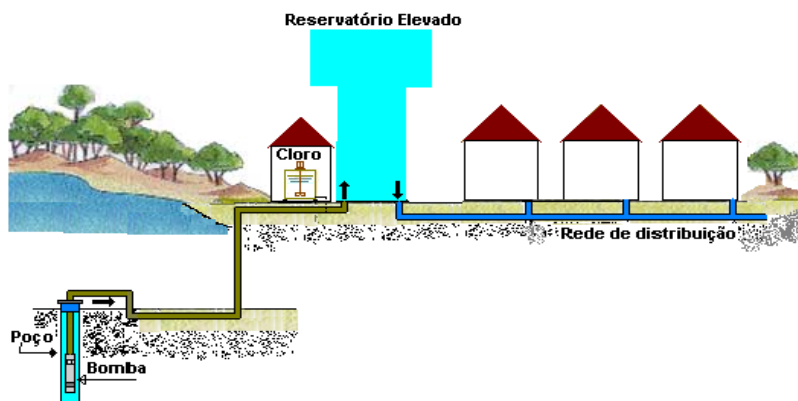 Reservatório Elevado
Cloro
Rede de distribuição
Poço
Bomba